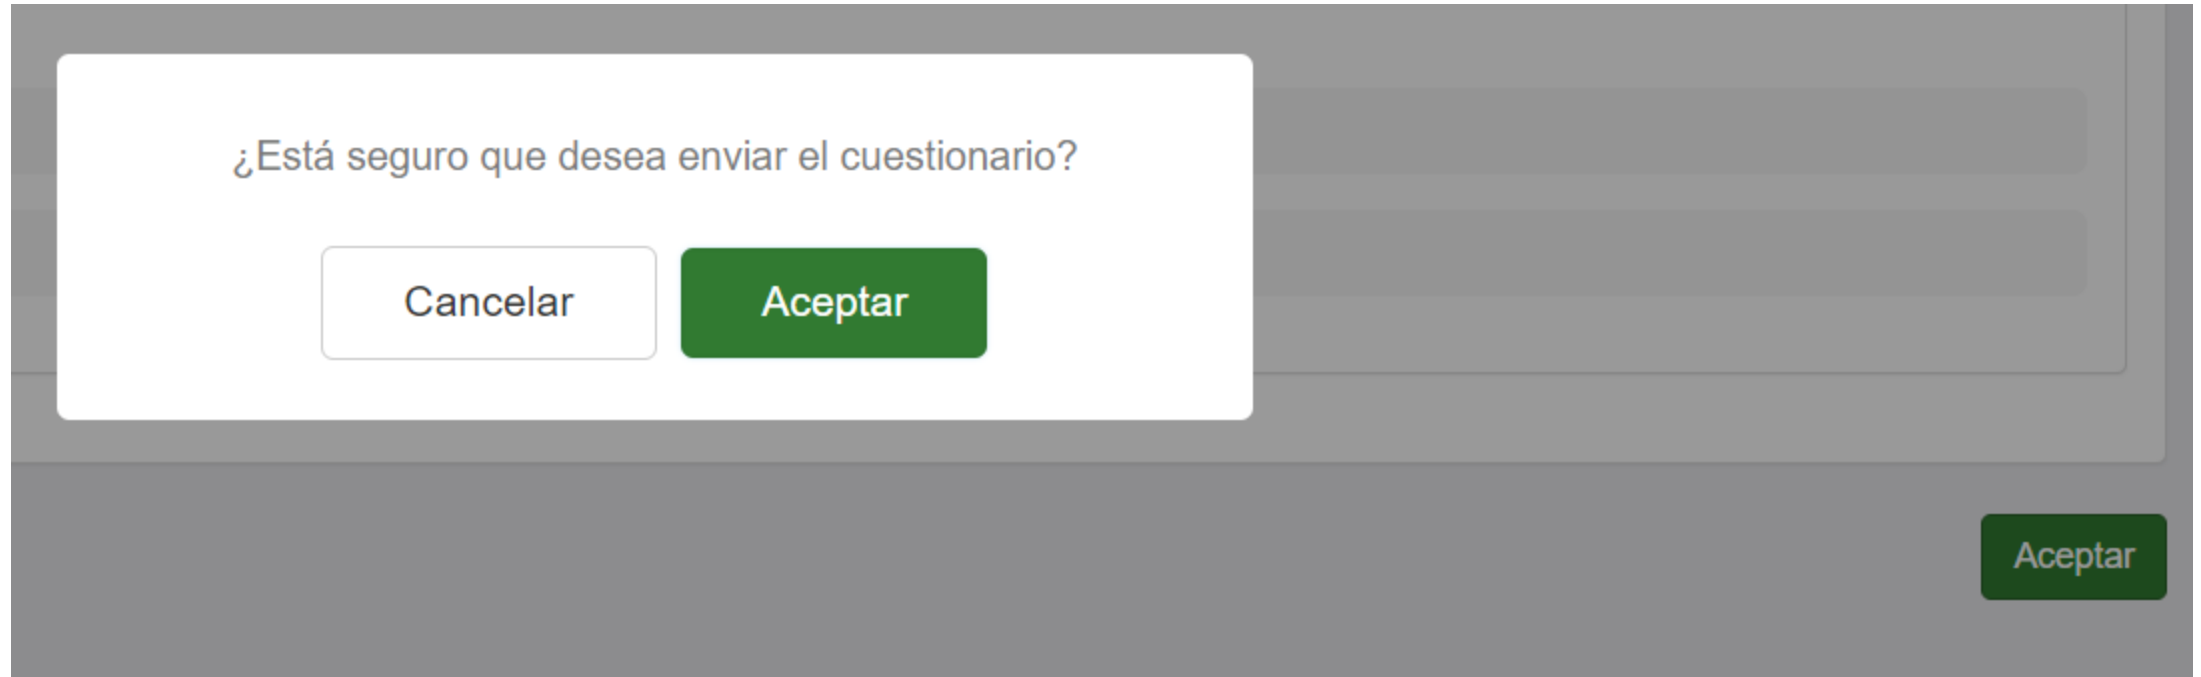 ¿Está seguro que desea enviar el cuestionario?
Cancelar
Aceptar
Aceptar